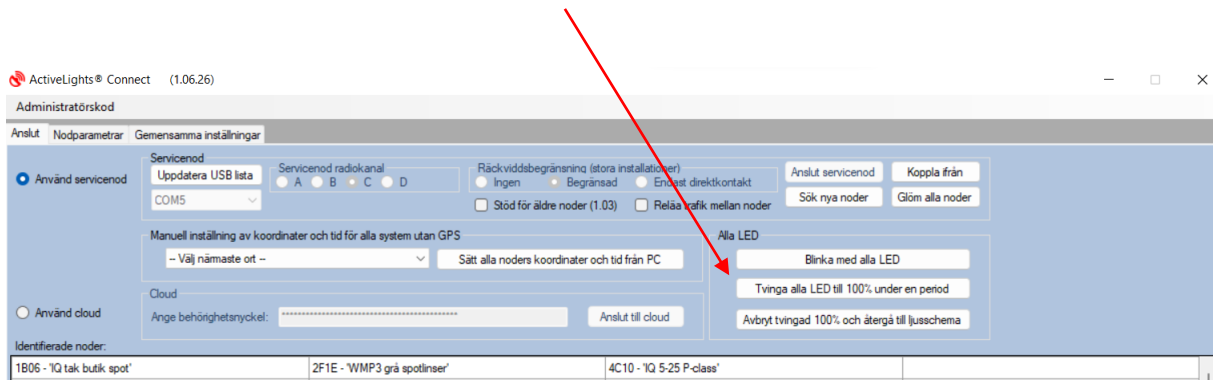 ActiveLights® Connect (1.06.26)
Administratörskod
Anslut Nodparametrar Gemensamma inställningar
Använd servicenod
Servicenod
Uppdatera USB lista
COM5
Servicenod radiokanal
A B C D
Räckviddsbegränsning (stora installationer)
Ingen Begränsad Endast direktkontakt
Stöd för äldre noder (1.03) Reläa trafik mellan noder
Anslut servicenod Koppla ifrån
Sök nya noder Glöm alla noder
Manuell inställning av koordinater och tid för alla system utan GPS
-- Välj närmaste ort -- Sätt alla noders koordinater och tid från PC
Alla LED
Blinka med alla LED
Tvinga alla LED till 100% under en period
Avbryt tvingad 100% och återgå till ljusschema
Använd cloud
Cloud
Ange behörighetsnyckel: ******************************************** Anslut till cloud
Identifierade noder:
1B06 - 'IQ tak butik spot' 2F1E - 'WMP3 grå spotlinser' 4C10 - 'IQ 5-25 P-class'